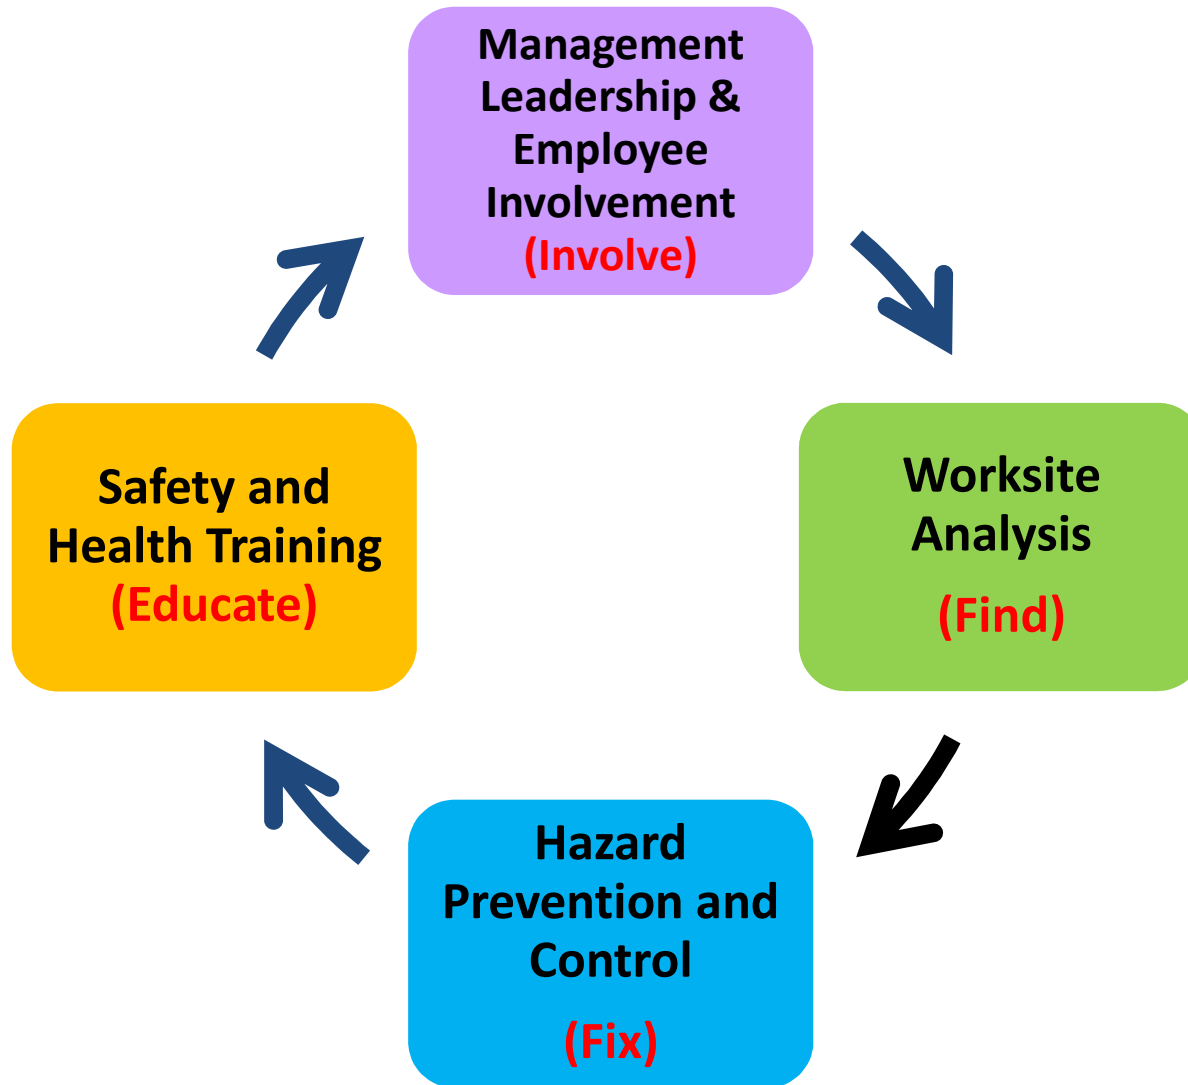 Management
Leadership &
Employee
Involvement
(Involve)
Safety and
Health Training
(Educate)
Worksite
Analysis
(Find)
Hazard
Prevention and
Control
(Fix)